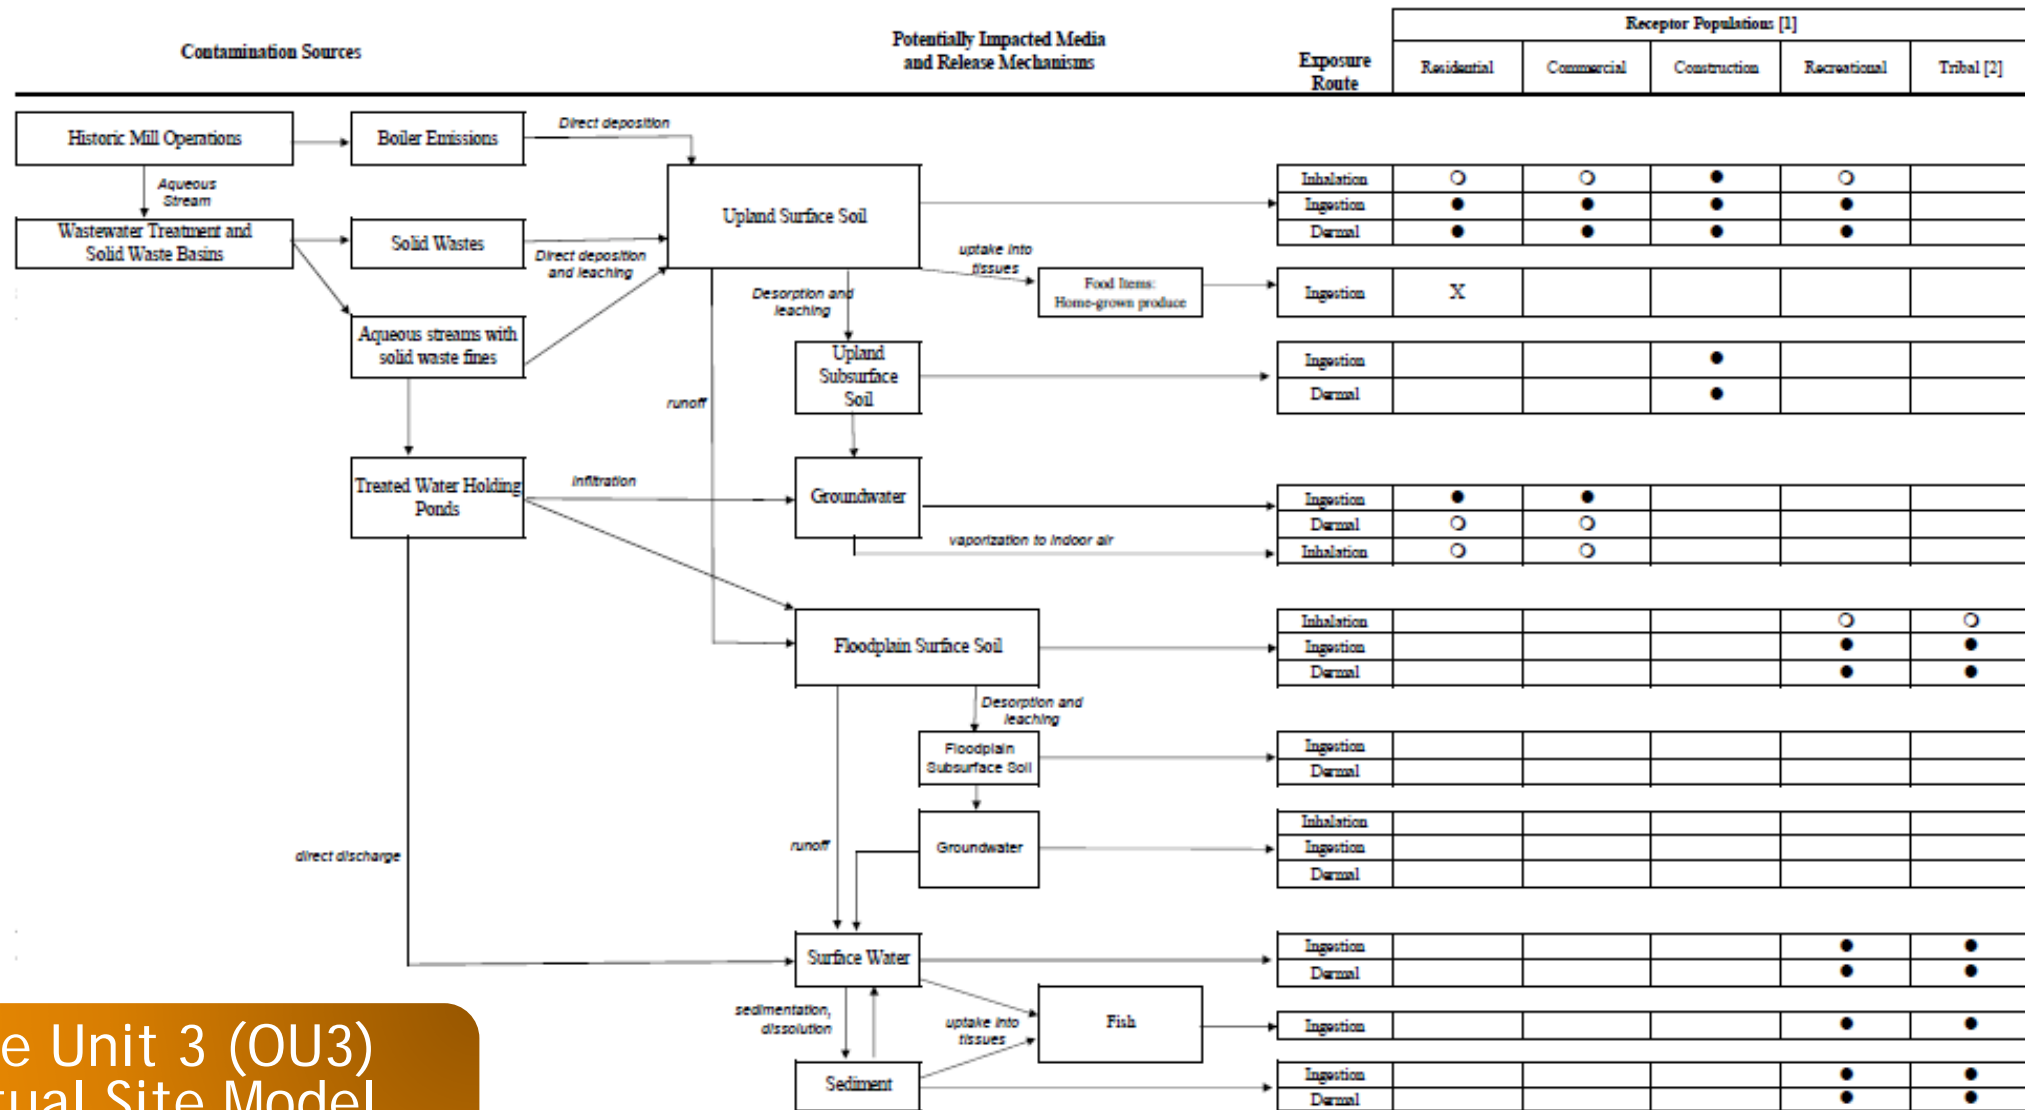 Contamination Sources
Potentially Impacted Media
and Release Mechanisms
Exposure
Route
Receptor Populations [1]
Residential
Commercial
Construction
Recreational
Tribal [2]
Historic Mill Operations
Boiler Emissions
Direct deposition
Aqueous
Stream
Wastewater Treatment and
Solid Waste Basins
Solid Wastes
Direct deposition
and leaching
Upland Surface Soil
Inhalation
Ingestion
Dermal
uptake into
tissues
Food Items:
Home-grown produce
Ingestion
X
Desorption and
leaching
Aqueous streams with
solid waste fines
Upland
Subsurface
Soil
Ingestion
Dermal
runoff
Treated Water Holding
Ponds
infiltration
Groundwater
Ingestion
Dermal
Inhalation
vaporization to indoor air
Floodplain Surface Soil
Inhalation
Ingestion
Dermal
Desorption and
leaching
Floodplain
Subsurface Soil
Ingestion
Dermal
Groundwater
Inhalation
Ingestion
Dermal
runoff
direct discharge
Surface Water
Ingestion
Dermal
sedimentation,
dissolution
uptake into
tissues
Fish
Ingestion
Sediment
Ingestion
Dermal
e Unit 3 (OU3)
tual Site Model